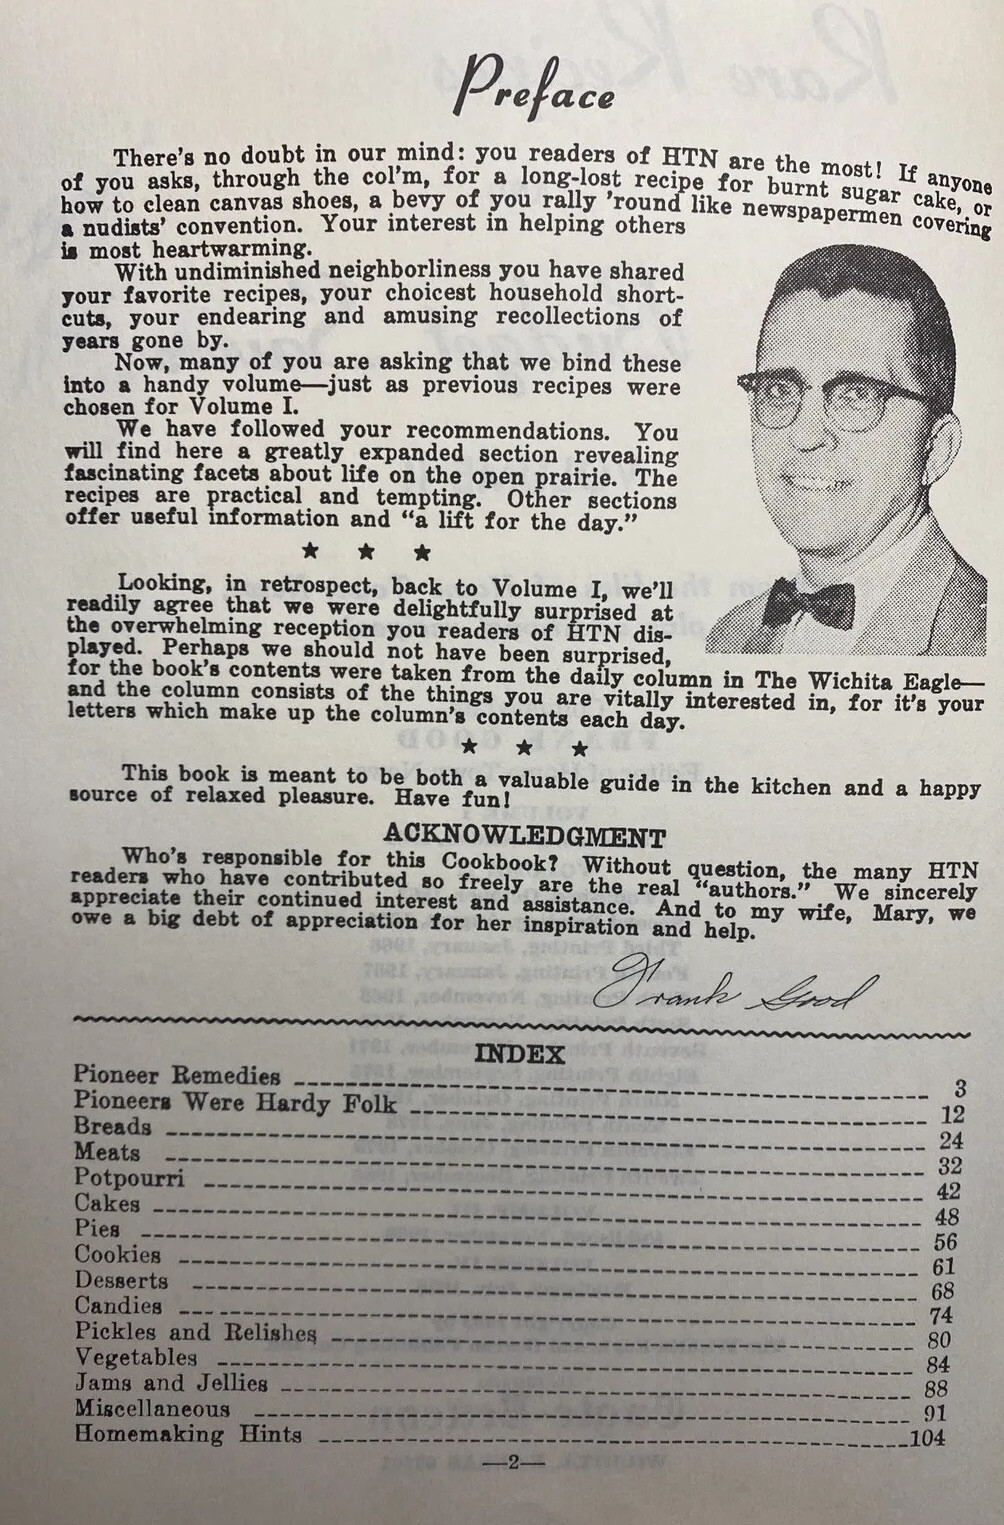 Preface
There's no doubt in our mind: you readers of HTN are the most! If anyone
of you asks, through the col'm, for a long-lost recipe for burnt sugar cake, or
how to clean canvas shoes, a bevy of you rally 'round like newspapermen covering
a nudists' convention. Your interest in helping others
is most heartwarming.
With undiminished neighborliness you have shared
your favorite recipes, your choicest household short-
cuts, your endearing and amusing recollections of
years gone by.
Now, many of you are asking that we bind these
into a handy volume—just as previous recipes were
chosen for Volume I.
We have followed your recommendations. You
will find here a greatly expanded section revealing
fascinating facets about life on the open prairie. The
recipes are practical and tempting. Other sections
offer useful information and "a lift for the day."
★ ★ ★
Looking, in retrospect, back to Volume I, we'll
readily agree that we were delightfully surprised at
the overwhelming reception you readers of HTN dis-
played. Perhaps we should not have been surprised,
for the book's contents were taken from the daily column in The Wichita Eagle—
and the column consists of the things you are vitally interested in, for it's your
letters which make up the column's contents each day.
★ ★ ★
This book is meant to be both a valuable guide in the kitchen and a happy
source of relaxed pleasure. Have fun!
ACKNOWLEDGMENT
Who's responsible for this Cookbook? Without question, the many HTN
readers who have contributed so freely are the real "authors." We sincerely
appreciate their continued interest and assistance. And to my wife, Mary, we
owe a big debt of appreciation for her inspiration and help.
Frank Good
INDEX
Pioneer Remedies 3
Pioneers Were Hardy Folk 12
Breads 24
Meats 32
Potpourri 42
Cakes 48
Pies 56
Cookies 61
Desserts 68
Candies 74
Pickles and Relishes 80
Vegetables 84
Jams and Jellies 88
Miscellaneous 91
Homemaking Hints 104
—2—